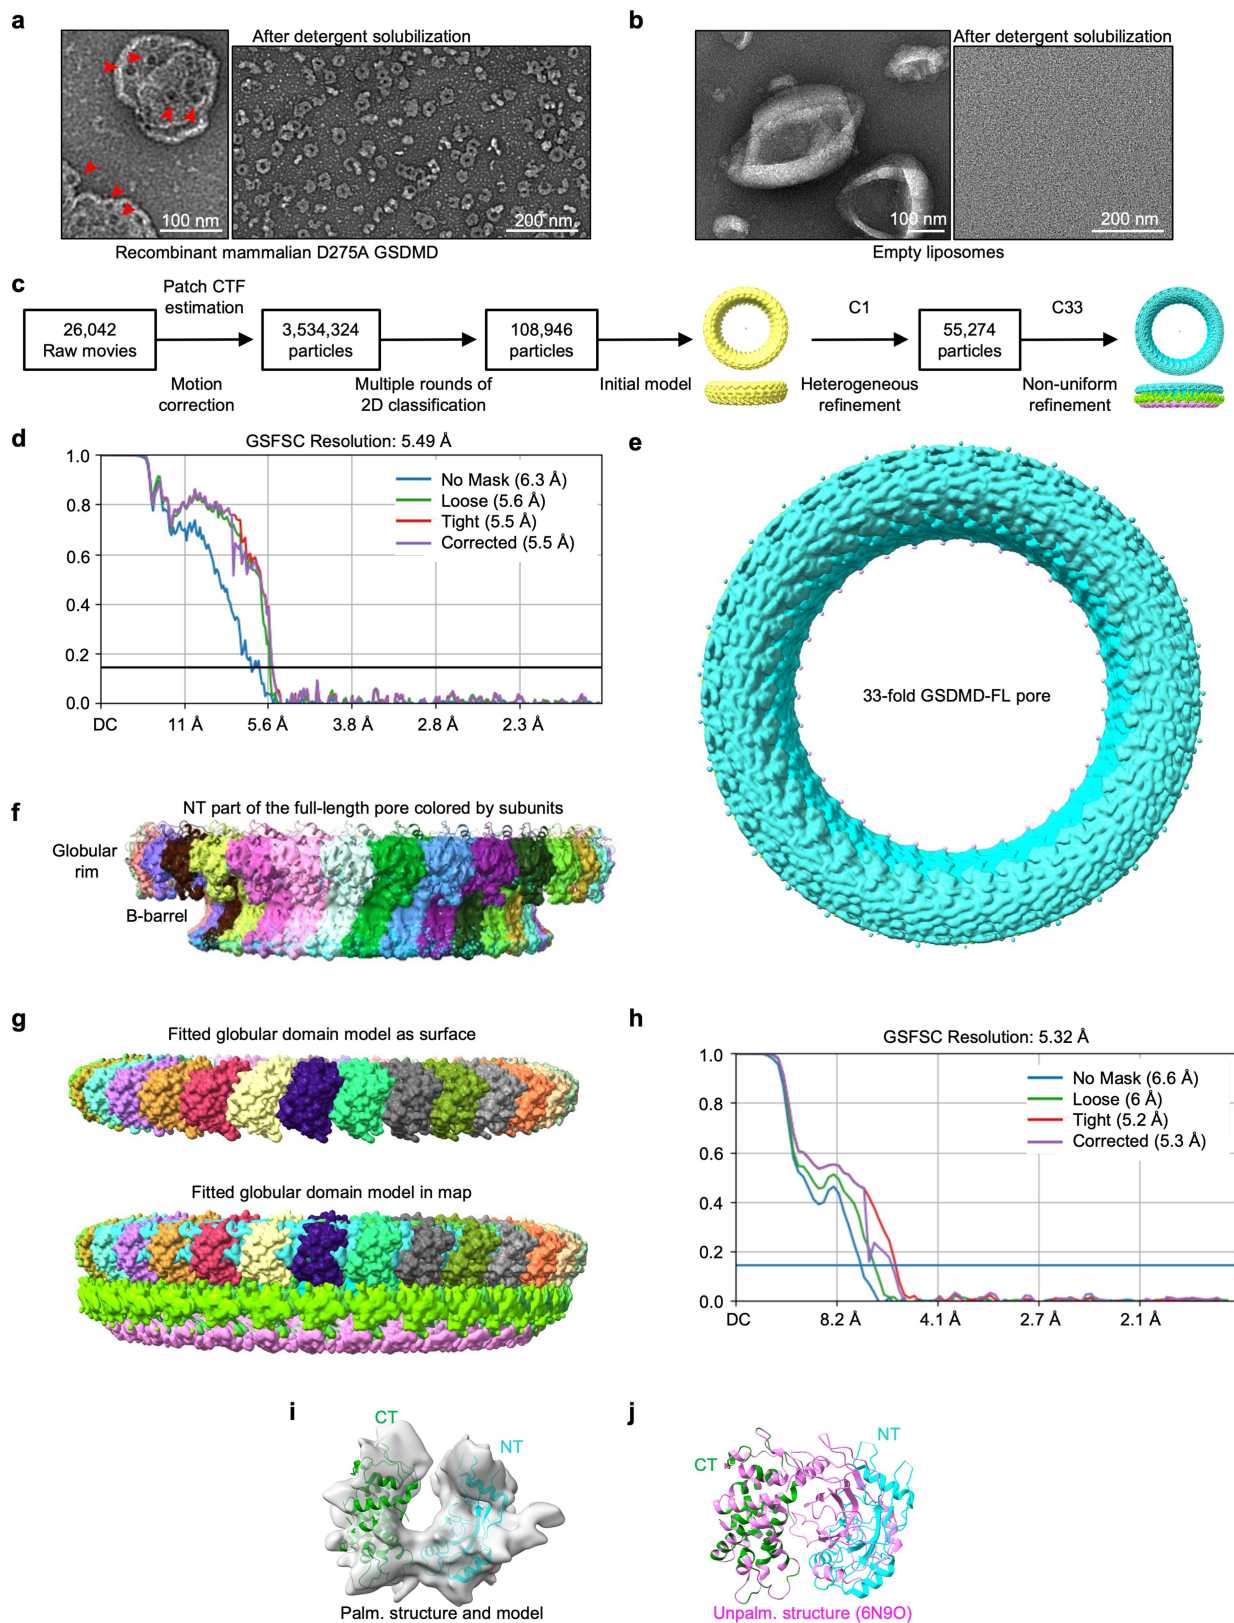 a
After detergent solubilization
100 nm
200 nm
Recombinant mammalian D275A GSDMD
b
After detergent solubilization
100 nm
200 nm
Empty liposomes
c
26,042
Raw movies
Patch CTF
estimation
Motion
correction
3,534,324
particles
Multiple rounds of
2D classification
108,946
particles
Initial model
C1
Heterogeneous
refinement
55,274
particles
C33
Non-uniform
refinement
d
GSFSC Resolution: 5.49 Å
No Mask (6.3 Å)
Loose (5.6 Å)
Tight (5.5 Å)
Corrected (5.5 Å)
1.0
0.8
0.6
0.4
0.2
0.0
DC
11 Å
5.6 Å
3.8 Å
2.8 Å
2.3 Å
e
33-fold GSDMD-FL pore
f
NT part of the full-length pore colored by subunits
Globular
rim
B-barrel
g
Fitted globular domain model as surface
Fitted globular domain model in map
h
GSFSC Resolution: 5.32 Å
No Mask (6.6 Å)
Loose (6 Å)
Tight (5.2 Å)
Corrected (5.3 Å)
1.0
0.8
0.6
0.4
0.2
0.0
DC
8.2 Å
4.1 Å
2.7 Å
2.1 Å
i
CT
NT
Palm. structure and model
j
CT
NT
Unpalm. structure (6N9O)